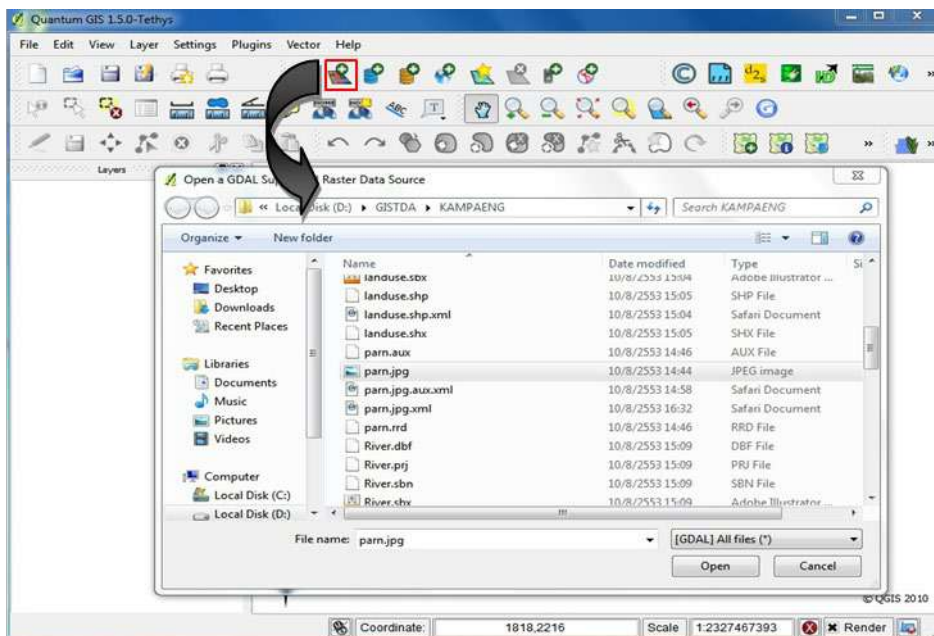 Quantum GIS 1.5.0-Tethys
File Edit View Layer Settings Plugins Vector Help
Layers
Open a GDAL Su Raster Data Source
« Local Disk (D:) ▸ GISTDA ▸ KAMPAENG
Search KAMPAENG
Organize New folder
Name Date modified Type Si
landuse.sbx 10/8/2553 15:04 Adobe Illustrator ...
landuse.shp 10/8/2553 15:05 SHP File
landuse.shp.xml 10/8/2553 15:04 Safari Document
landuse.shx 10/8/2553 15:05 SHX File
parn.aux 10/8/2553 14:46 AUX File
parn.jpg 10/8/2553 14:44 JPEG image
parn.jpg.aux.xml 10/8/2553 14:58 Safari Document
parn.jpg.xml 10/8/2553 16:32 Safari Document
parn.rrd 10/8/2553 14:46 RRD File
River.dbf 10/8/2553 15:09 DBF File
River.prj 10/8/2553 15:09 PRJ File
River.sbn 10/8/2553 15:09 SBN File
River.sbx 10/8/2553 15:09 Adobe Illustrator ...
Favorites
Desktop
Downloads
Recent Places
Libraries
Documents
Music
Pictures
Videos
Computer
Local Disk (C:)
Local Disk (D:)
File name: parn.jpg
[GDAL] All files (*)
Open Cancel
© QGIS 2010
Coordinate: 1818,2216 Scale 1:2327467393 Render